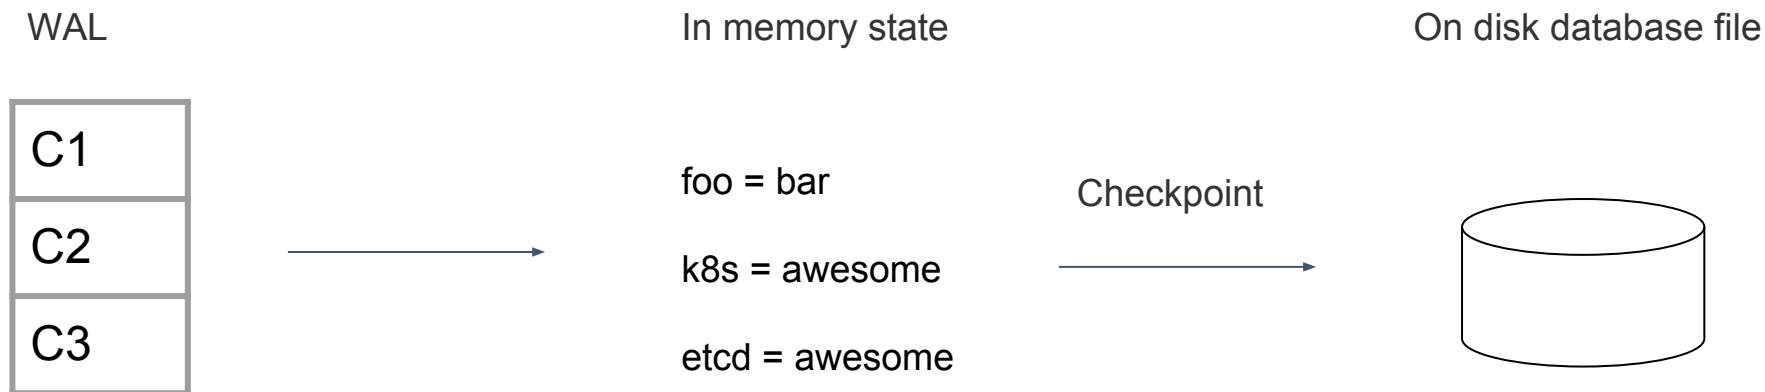 WAL
In memory state
On disk database file
C1
C2
C3
foo = bar
k8s = awesome
etcd = awesome
Checkpoint